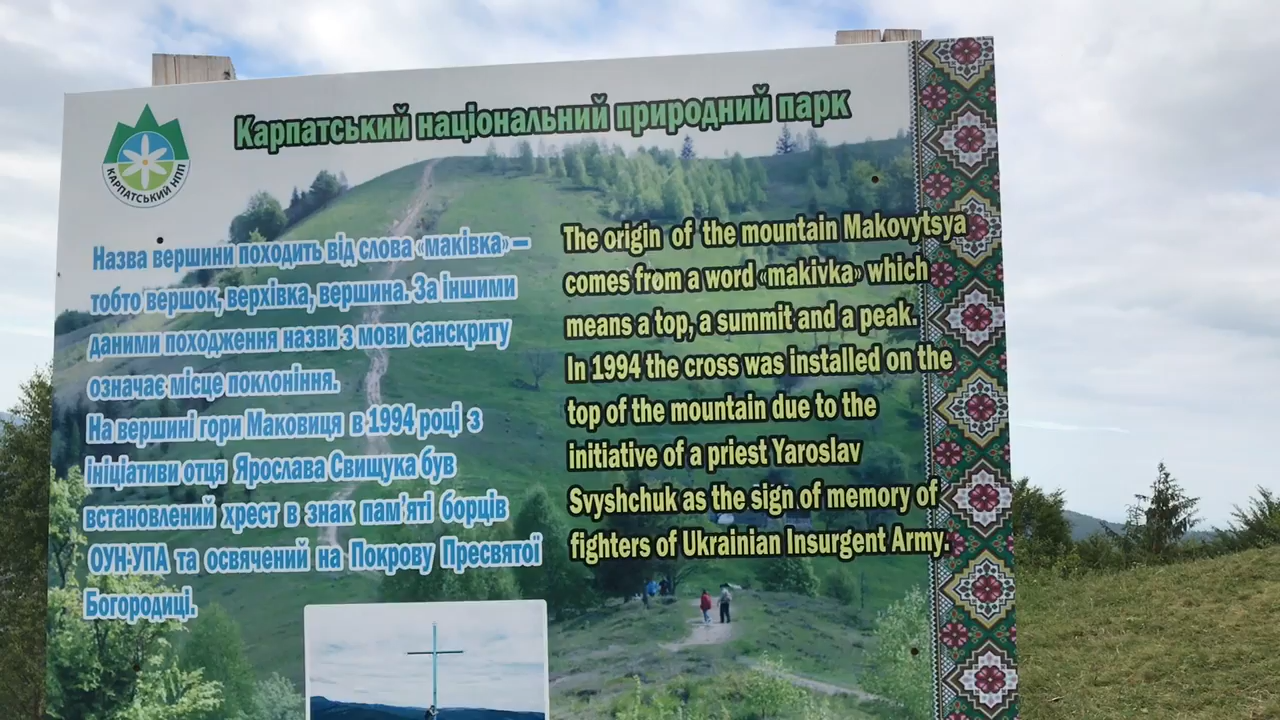 Карпатський національний природний парк
КАРПАТСЬКИЙ НПП
Назва вершини походить від слова «маківка» –
тобто вершок, верхівка, вершина. За іншими
даними походження назви з мови санскриту
означає місце поклоніння.
На вершині гори Маковиця в 1994 році з
ініціативи отця Ярослава Свищука був
встановлений хрест в знак пам'яті борців
ОУН-УПА та освячений на Покрову Пресвятої
Богородиці.
The origin of the mountain Makovytsya
comes from a word «makivka» which
means a top, a summit and a peak.
In 1994 the cross was installed on the
top of the mountain due to the
initiative of a priest Yaroslav
Svyshchuk as the sign of memory of
fighters of Ukrainian Insurgent Army.